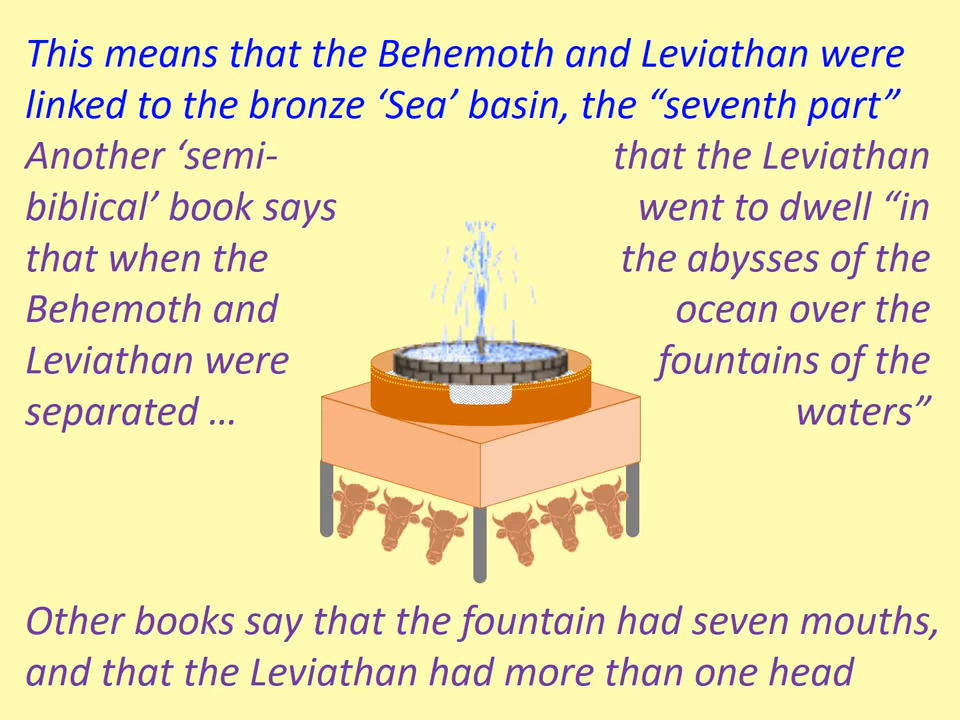 This means that the Behemoth and Leviathan were
linked to the bronze ‘Sea’ basin, the “seventh part”
Another ‘semi-
biblical’ book says
that when the
Behemoth and
Leviathan were
separated …
that the Leviathan
went to dwell “in
the abysses of the
ocean over the
fountains of the
waters”
Other books say that the fountain had seven mouths,
and that the Leviathan had more than one head